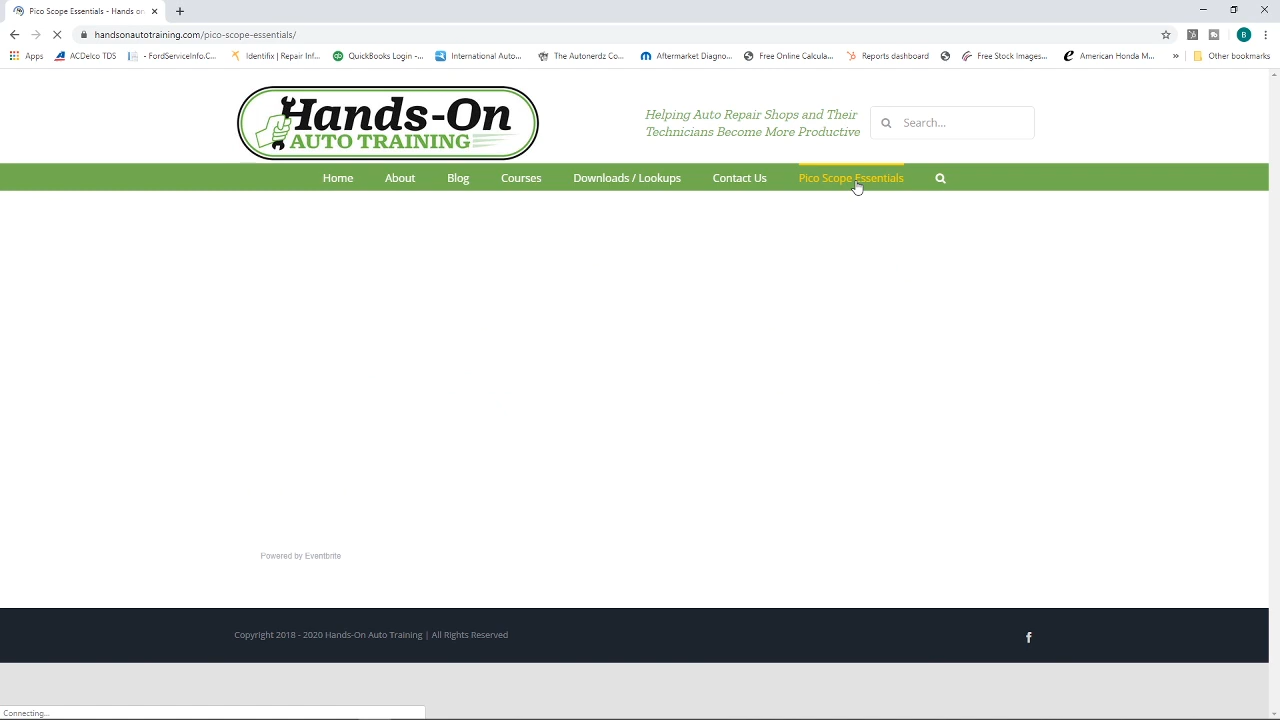 Pico Scope Essentials - Hands on
handsonautotraining.com/pico-scope-essentials/
B
Apps
ACDelco TDS
- FordServiceInfo.C...
Identifix | Repair Inf...
QuickBooks Login -...
International Auto...
The Autonerdz Co...
Aftermarket Diagno...
Free Online Calcula...
Reports dashboard
Free Stock Images...
American Honda M...
»
Other bookmarks
Hands-On
AUTO TRAINING
Helping Auto Repair Shops and Their
Technicians Become More Productive
Search...
Home About Blog Courses Downloads / Lookups Contact Us Pico Scope Essentials
Powered by Eventbrite
Copyright 2018 - 2020 Hands-On Auto Training | All Rights Reserved
Connecting...